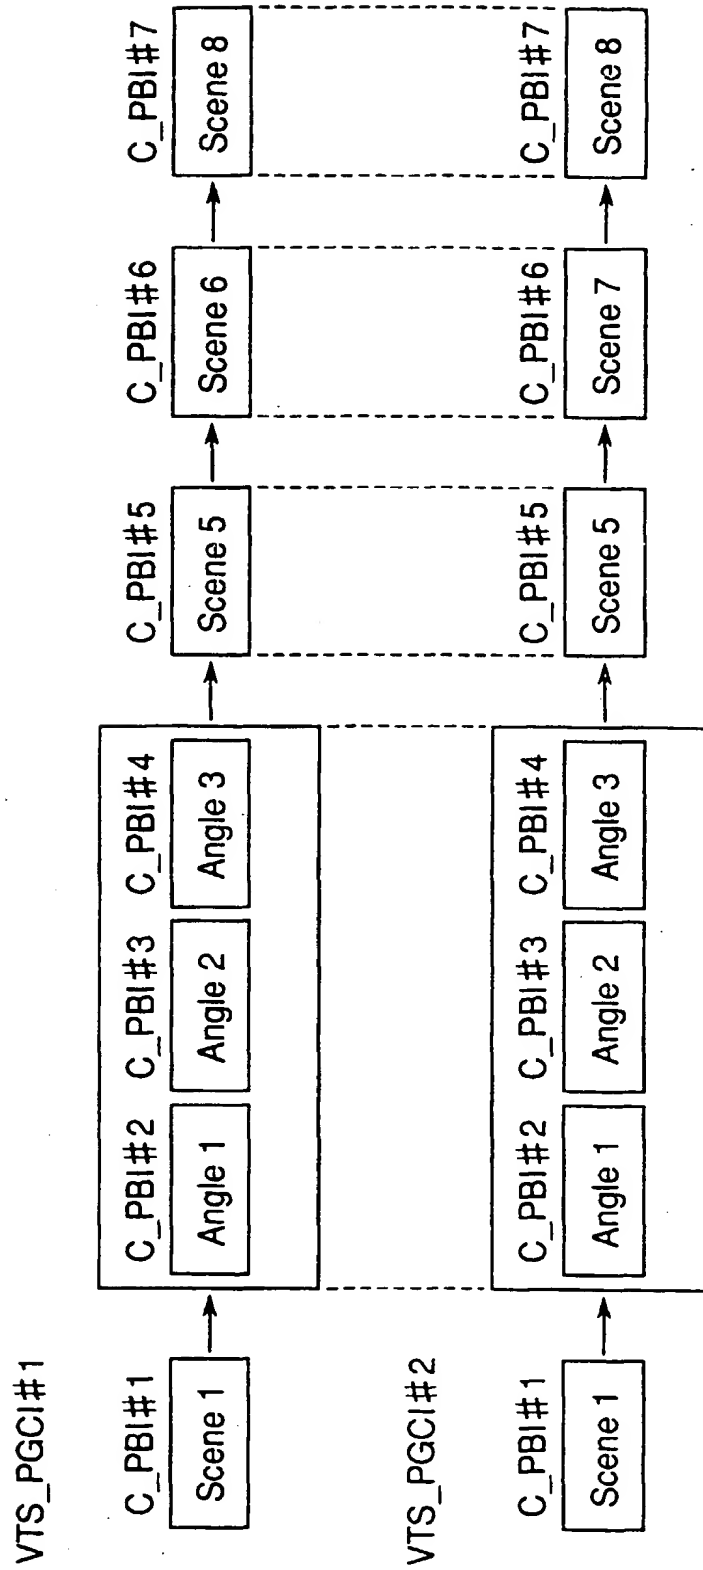 VTS_PGCI#1
C_PBI#1
Scene 1
C_PBI#2
Angle 1
C_PBI#3
Angle 2
C_PBI#4
Angle 3
C_PBI#5
Scene 5
C_PBI#6
Scene 6
C_PBI#7
Scene 8
VTS_PGCI#2
C_PBI#1
Scene 1
C_PBI#2
Angle 1
C_PBI#3
Angle 2
C_PBI#4
Angle 3
C_PBI#5
Scene 5
C_PBI#6
Scene 7
C_PBI#7
Scene 8